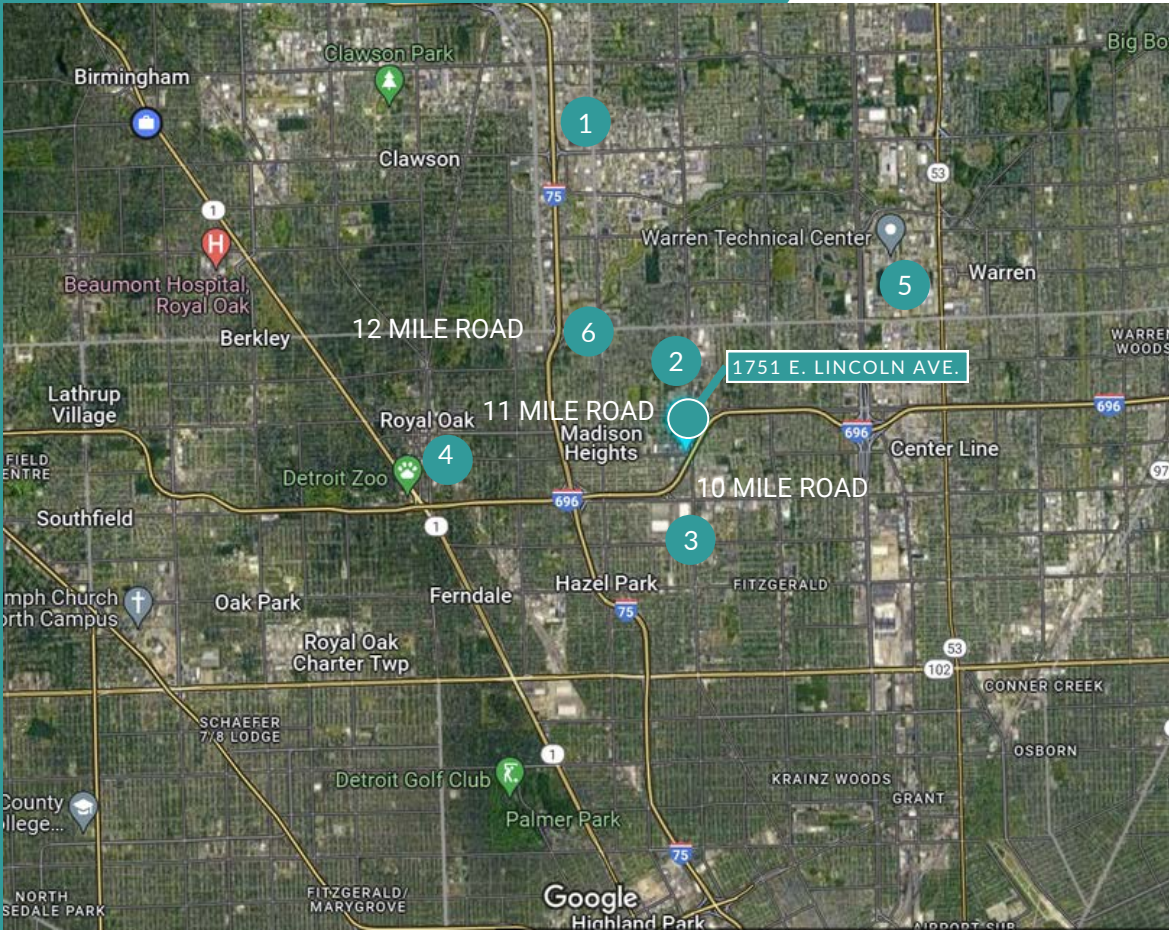 Big Bo
Clawson Park
Birmingham
1
Clawson
53
75
1
Warren Technical Center
Beaumont Hospital,
Royal Oak
5
Warren
12 MILE ROAD
6
Berkley
WARREN
WOODS
2
1751 E. LINCOLN AVE.
Lathrup
Village
11 MILE ROAD
696
Royal Oak
Madison
Heights
696
Center Line
4
FIELD
ENTRE
97
Detroit Zoo
10 MILE ROAD
696
Southfield
1
3
Hazel Park
FITZGERALD
mph Church
orth Campus
Oak Park
Ferndale
75
Royal Oak
Charter Twp
53
102
CONNER CREEK
SCHAEFER
7/8 LODGE
1
OSBORN
Detroit Golf Club
KRAINZ WOODS
GRANT
County
llege...
Palmer Park
75
NORTH
SEDALE PARK
FITZGERALD/
MARYGROVE
Google
Highland Park
AIRPORT SUB
H